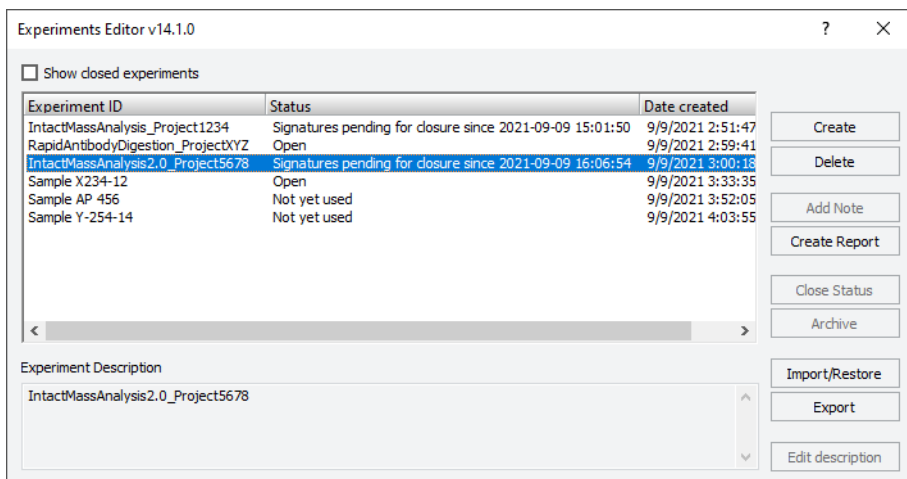 Experiments Editor v14.1.0 ?
Show closed experiments
Experiment ID Status Date created
IntactMassAnalysis_Project1234 Signatures pending for closure since 2021-09-09 15:01:50 9/9/2021 2:51:47
RapidAntibodyDigestion_ProjectXYZ Open 9/9/2021 2:59:41
IntactMassAnalysis2.0_Project5678 Signatures pending for closure since 2021-09-09 16:06:54 9/9/2021 3:00:18
Sample X234-12 Open 9/9/2021 3:33:35
Sample AP 456 Not yet used 9/9/2021 3:52:05
Sample Y-254-14 Not yet used 9/9/2021 4:03:55
Create
Delete
Add Note
Create Report
Close Status
Archive
Experiment Description
IntactMassAnalysis2.0_Project5678
Import/Restore
Export
Edit description